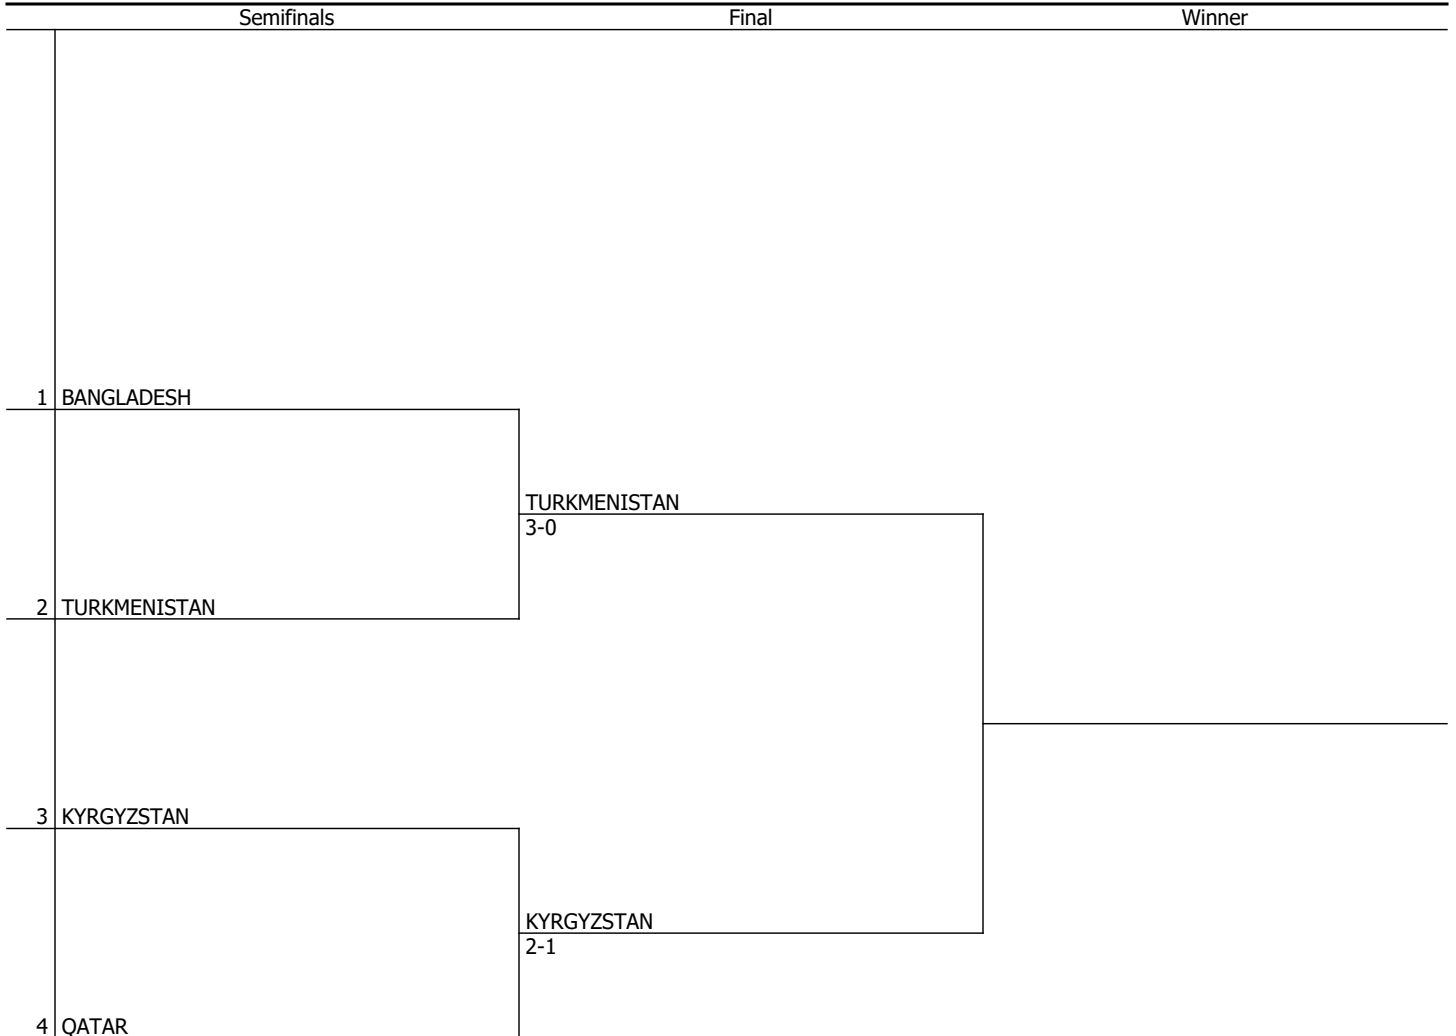 Semifinals Final Winner
1 BANGLADESH
TURKMENISTAN
3-0
2 TURKMENISTAN
3 KYRGYZSTAN
KYRGYZSTAN
2-1
4 QATAR